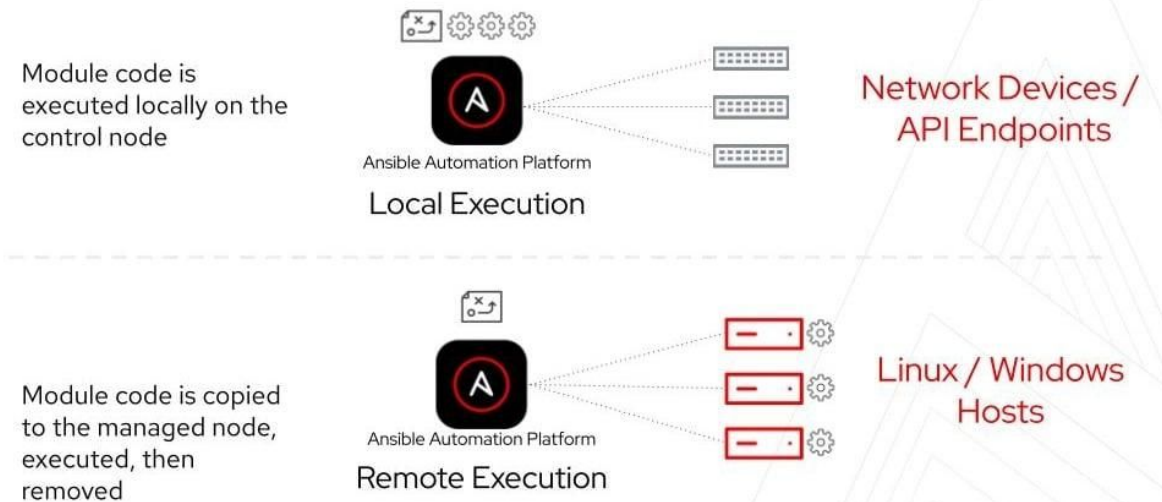 Module code is
executed locally on the
control node
Ansible Automation Platform
Local Execution
Network Devices /
API Endpoints
Module code is copied
to the managed node,
executed, then
removed
Ansible Automation Platform
Remote Execution
Linux / Windows
Hosts